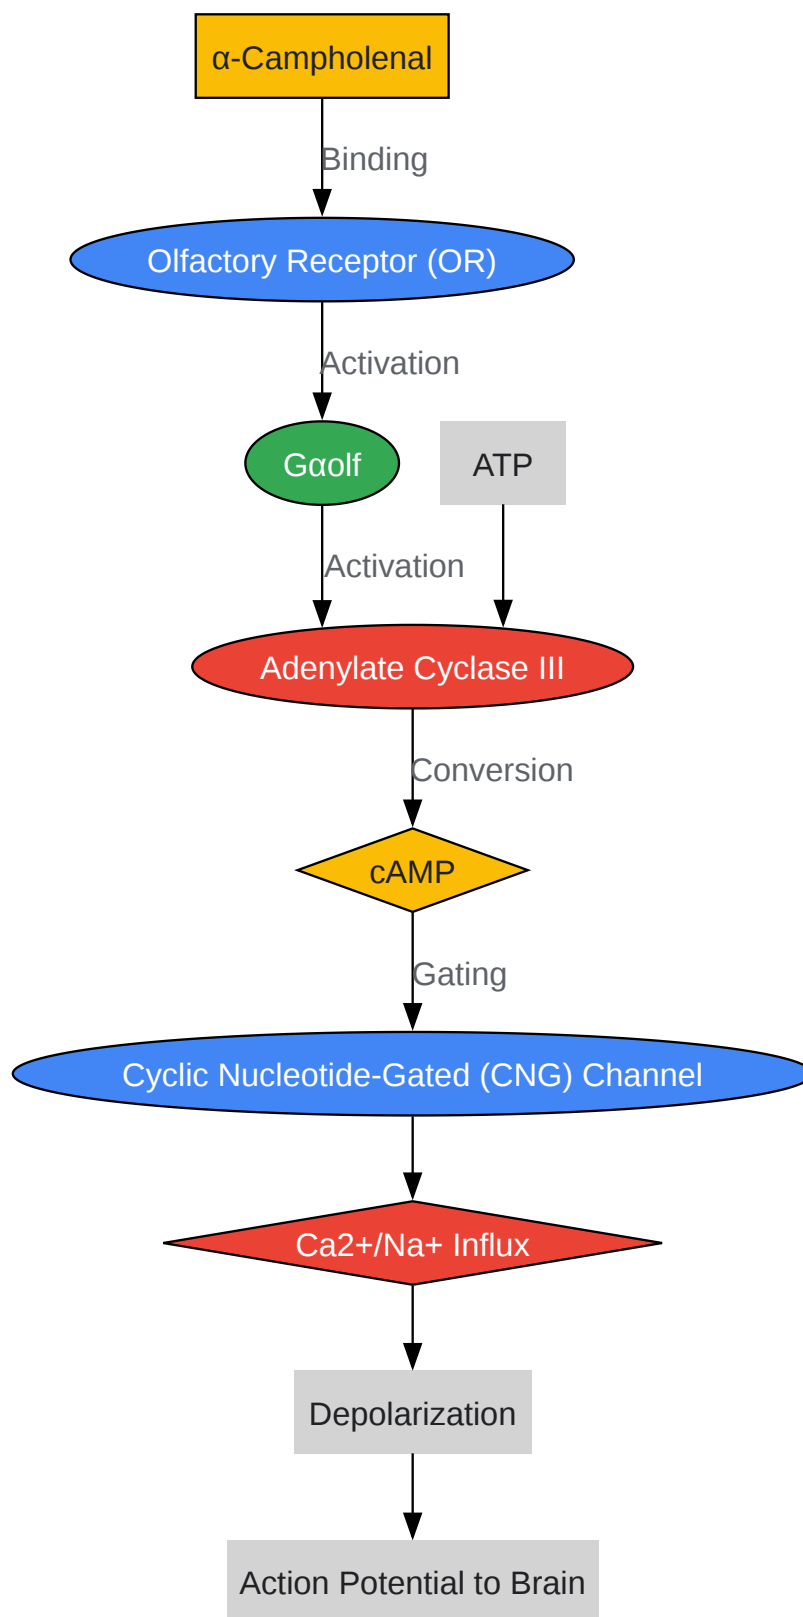 α-Campholenal
Binding
Olfactory Receptor (OR)
Activation
Gαolf
ATP
Activation
Adenylate Cyclase III
Conversion
cAMP
Gating
Cyclic Nucleotide-Gated (CNG) Channel
Ca2+/Na+ Influx
Depolarization
Action Potential to Brain